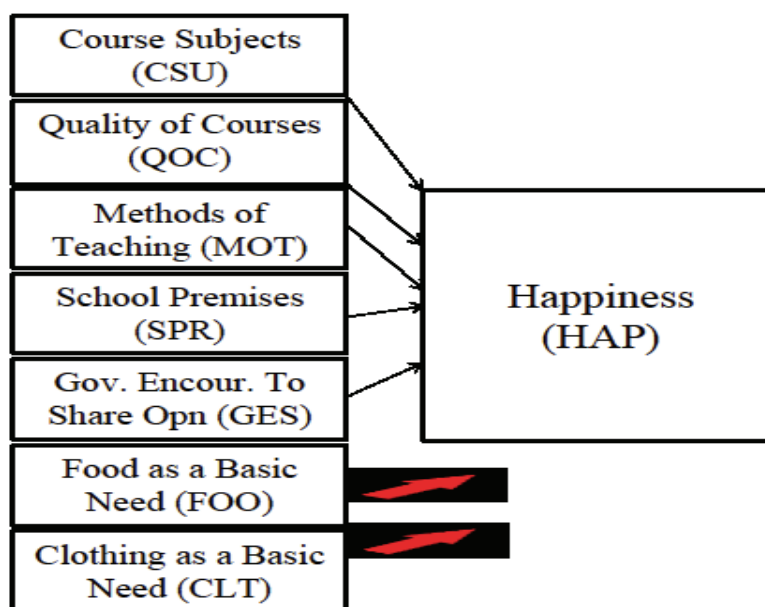 Course Subjects
(CSU)
Quality of Courses
(QOC)
Methods of
Teaching (MOT)
School Premises
(SPR)
Gov. Encour. To
Share Opn (GES)
Food as a Basic
Need (FOO)
Clothing as a Basic
Need (CLT)
Happiness
(HAP)